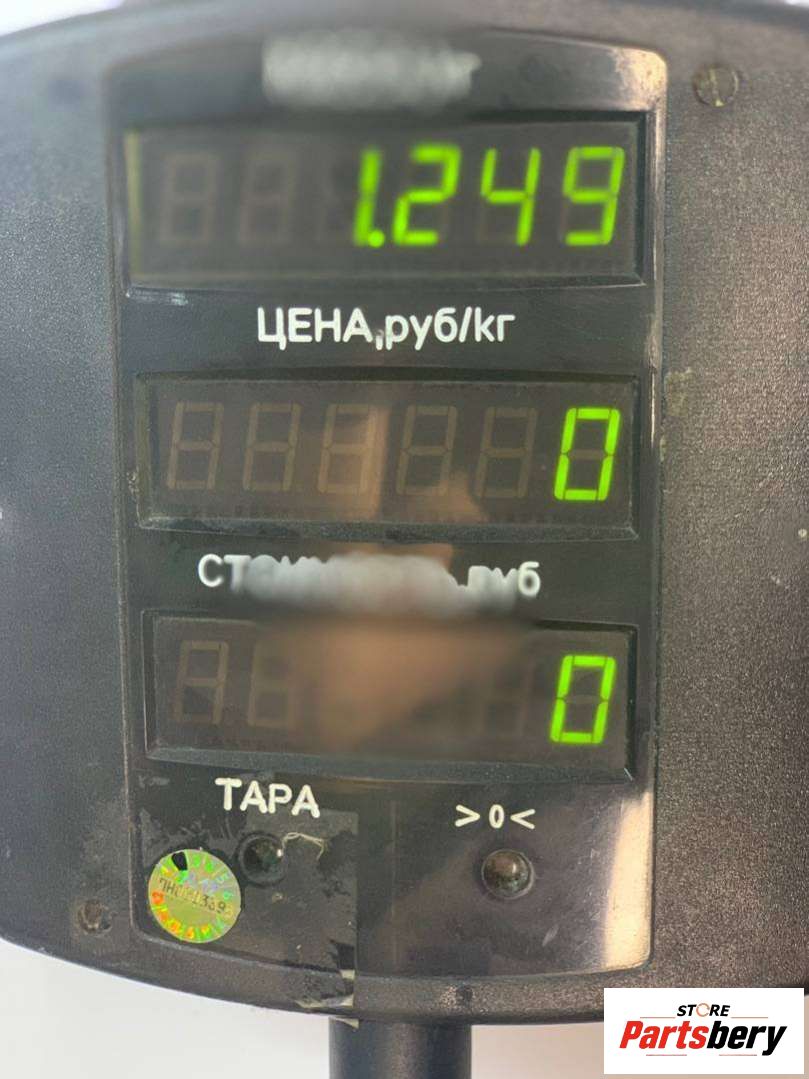 1.249
ЦЕНА,руб/кг
0
0
ТАРА >0<
STORE
Partsbery